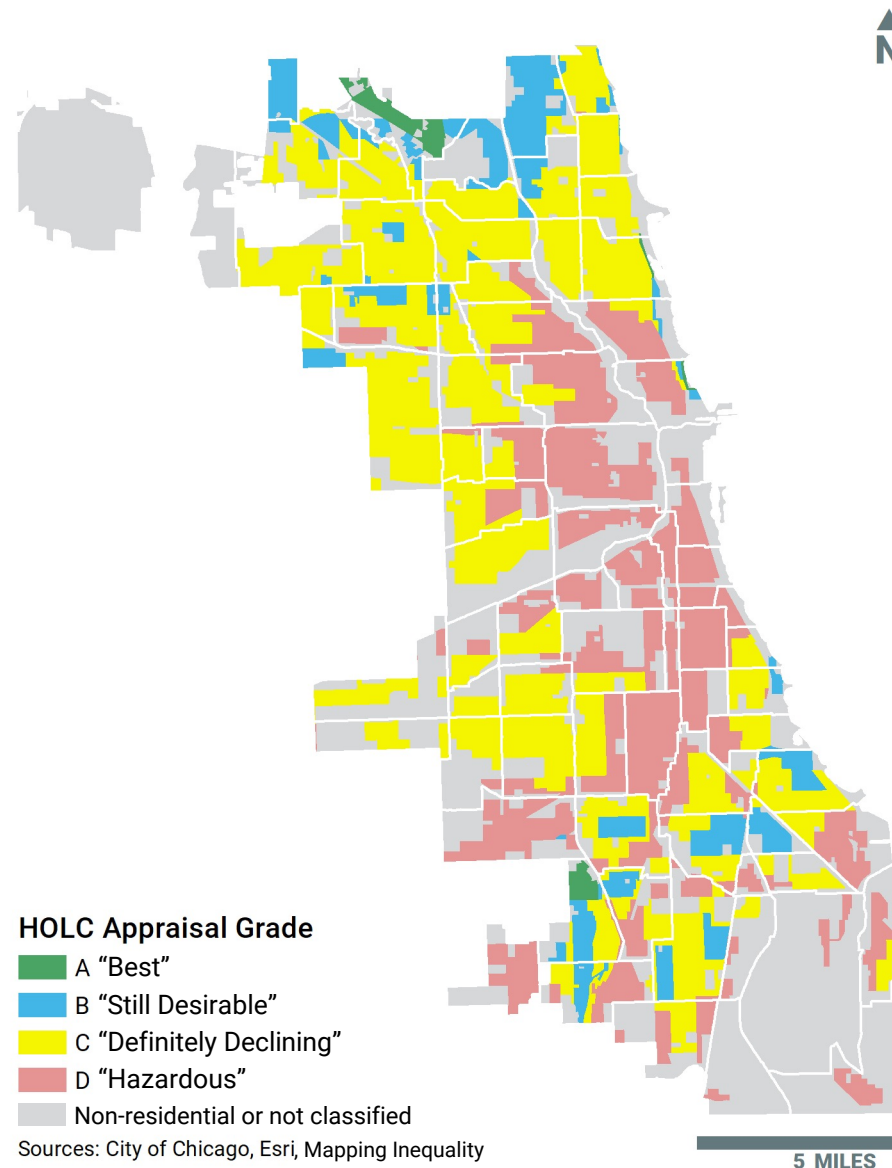 N
HOLC Appraisal Grade
A “Best”
B “Still Desirable”
C “Definitely Declining”
D “Hazardous”
Non-residential or not classified
Sources: City of Chicago, Esri, Mapping Inequality
5 MILES